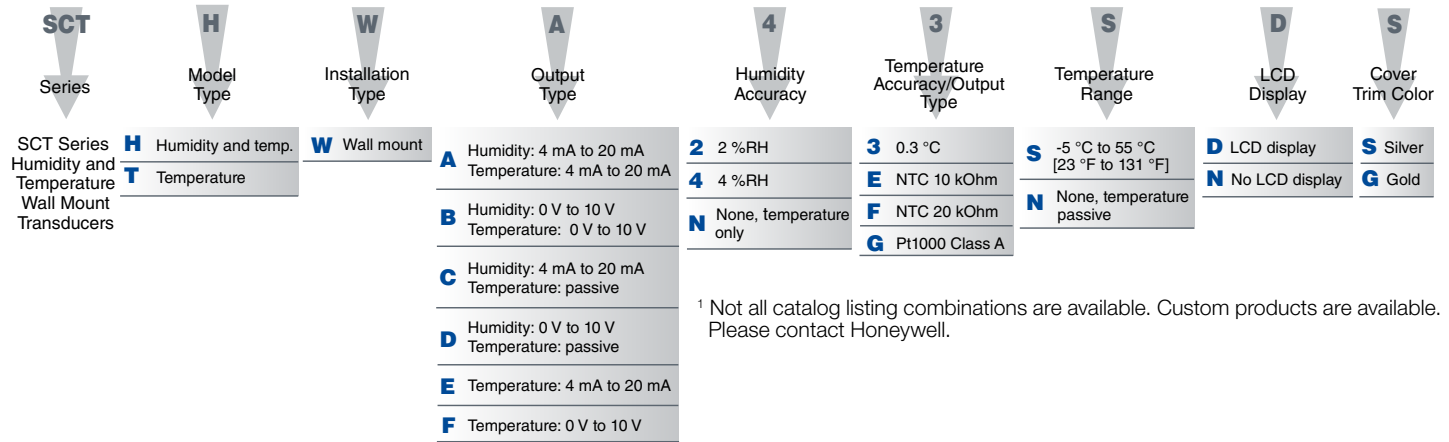 SCT
H
W
A
4
3
S
D
S
Series
Model
Type
Installation
Type
Output
Type
Humidity
Accuracy
Temperature
Accuracy/Output
Type
Temperature
Range
LCD
Display
Cover
Trim Color
SCT Series
Humidity and
Temperature
Wall Mount
Transducers
H Humidity and temp.
T Temperature
W Wall mount
A Humidity: 4 mA to 20 mA
Temperature: 4 mA to 20 mA
B Humidity: 0 V to 10 V
Temperature: 0 V to 10 V
C Humidity: 4 mA to 20 mA
Temperature: passive
D Humidity: 0 V to 10 V
Temperature: passive
E Temperature: 4 mA to 20 mA
F Temperature: 0 V to 10 V
2 2 %RH
4 4 %RH
N None, temperature
only
3 0.3 °C
E NTC 10 kOhm
F NTC 20 kOhm
G Pt1000 Class A
S -5 °C to 55 °C
[23 °F to 131 °F]
N None, temperature
passive
D LCD display
N No LCD display
S Silver
G Gold
1 Not all catalog listing combinations are available. Custom products are available.
Please contact Honeywell.